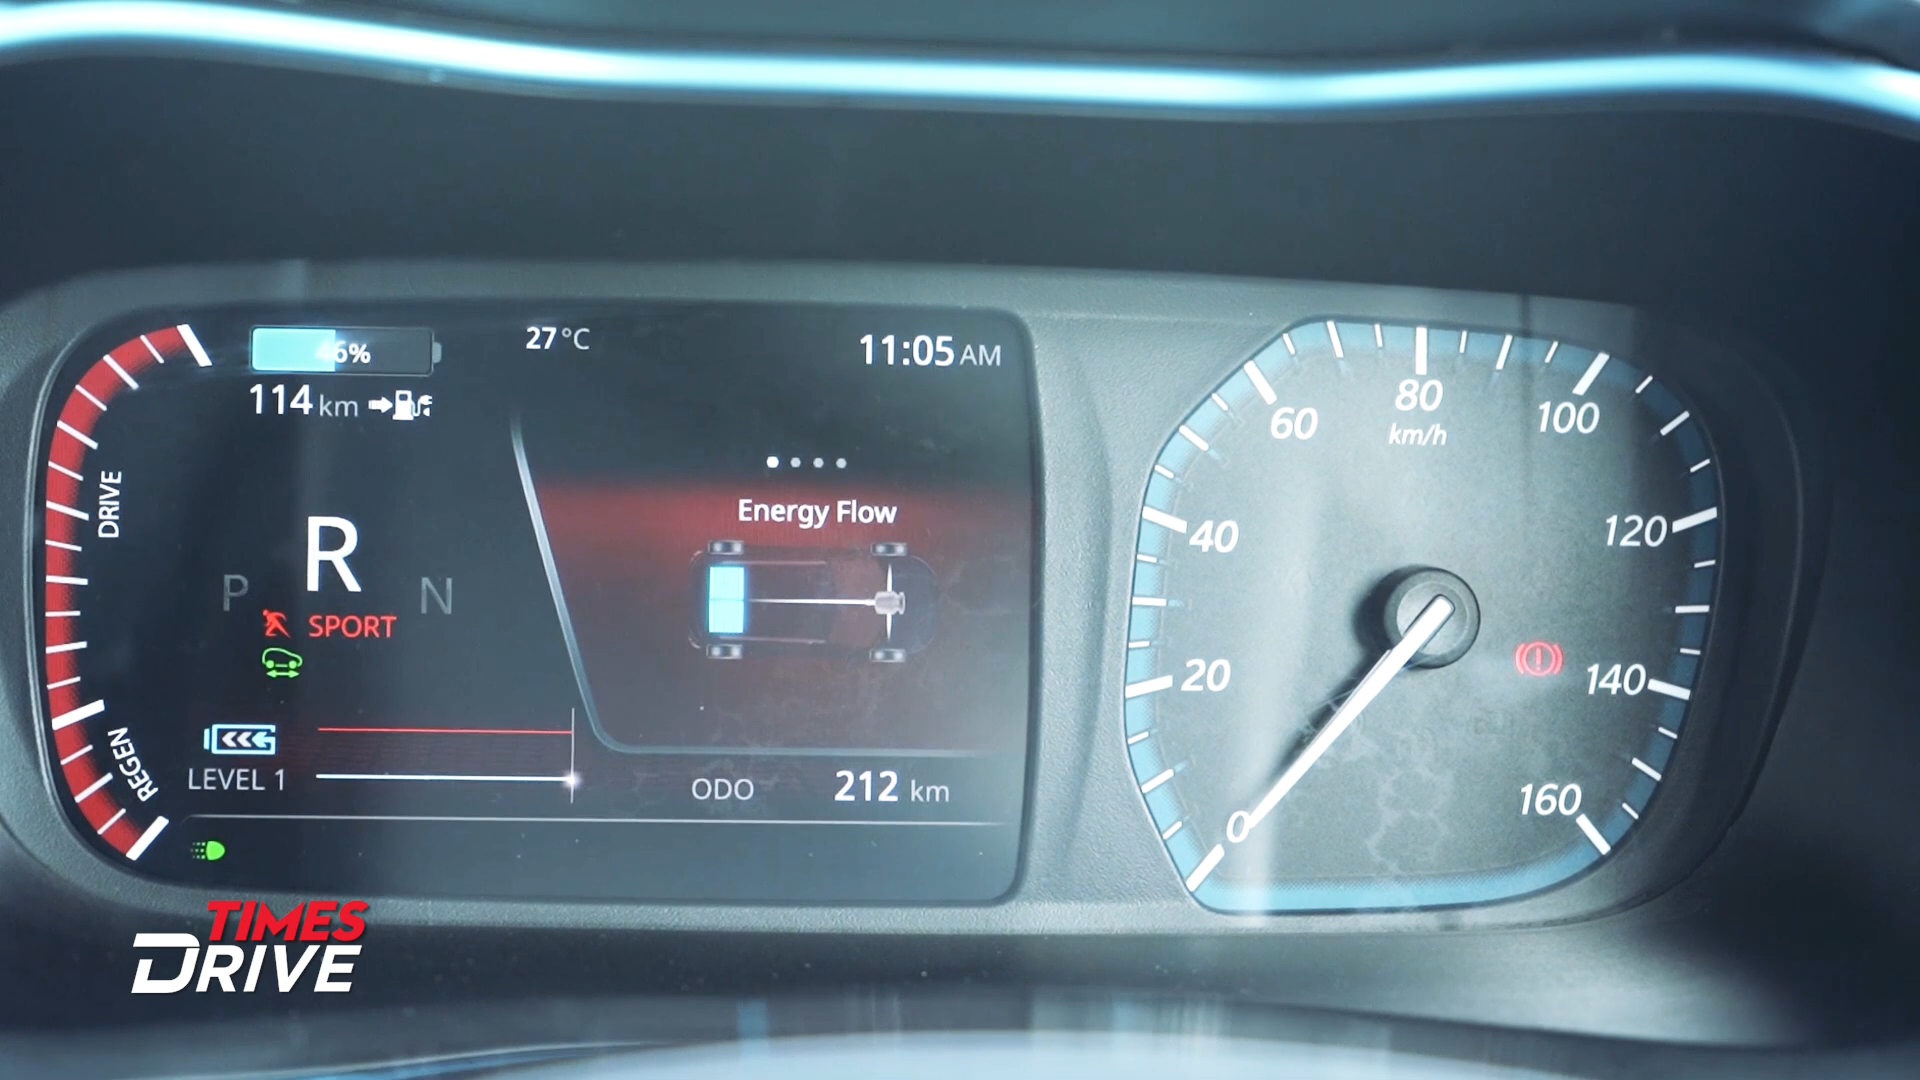 46%
27°C
11:05 AM
114 km
DRIVE
Energy Flow
R
P
N
SPORT
REGEN
LEVEL 1
ODO 212 km
0
20
40
60
80
km/h
100
120
140
160
TIMES
DRIVE